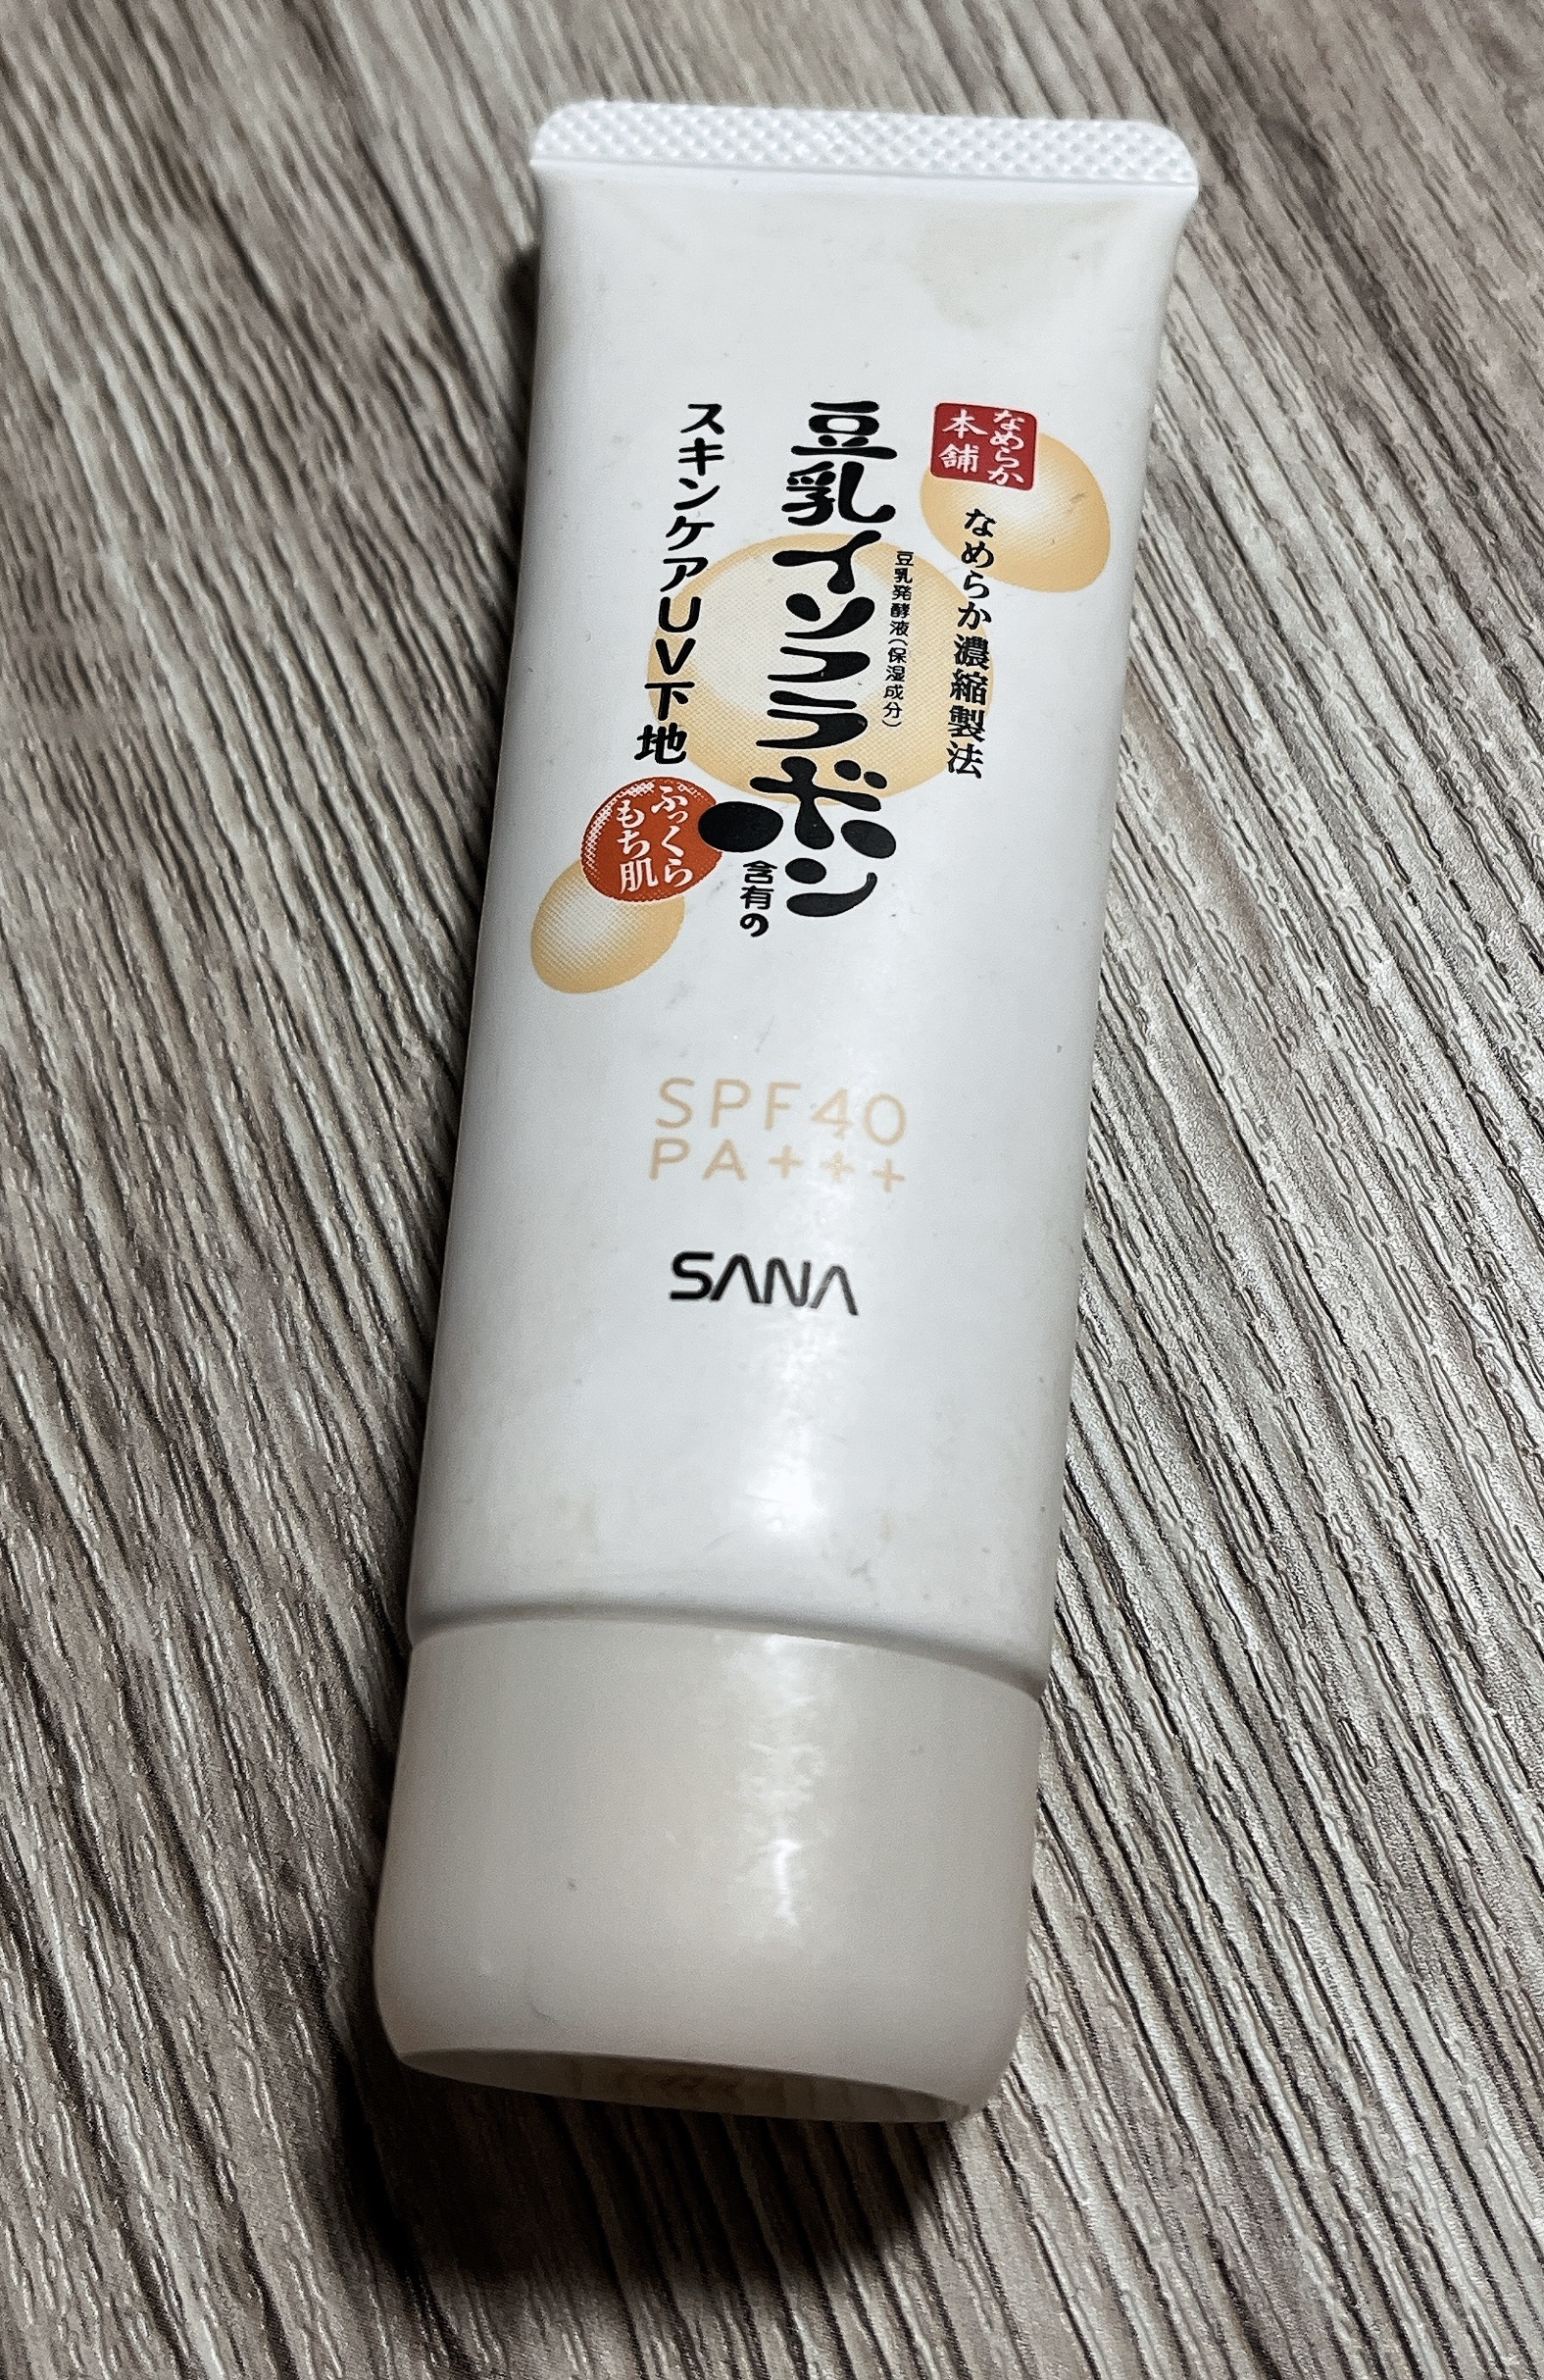 なめらか
本舗
なめらか濃縮製法
豆乳発酵液(保湿成分)
豆乳イソフラボン
含有の
スキンケアUV下地
ふっくら
もち肌
SPF40
PA+++
SANA